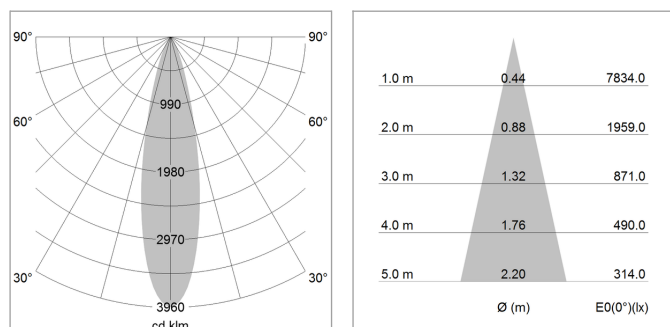 90° 90°
990
60° 60°
1980
2970
30° 30°
3960
cd klm
1.0 m 0.44 7834.0
2.0 m 0.88 1959.0
3.0 m 1.32 871.0
4.0 m 1.76 490.0
5.0 m 2.20 314.0
Ø (m) E0(0°)(lx)